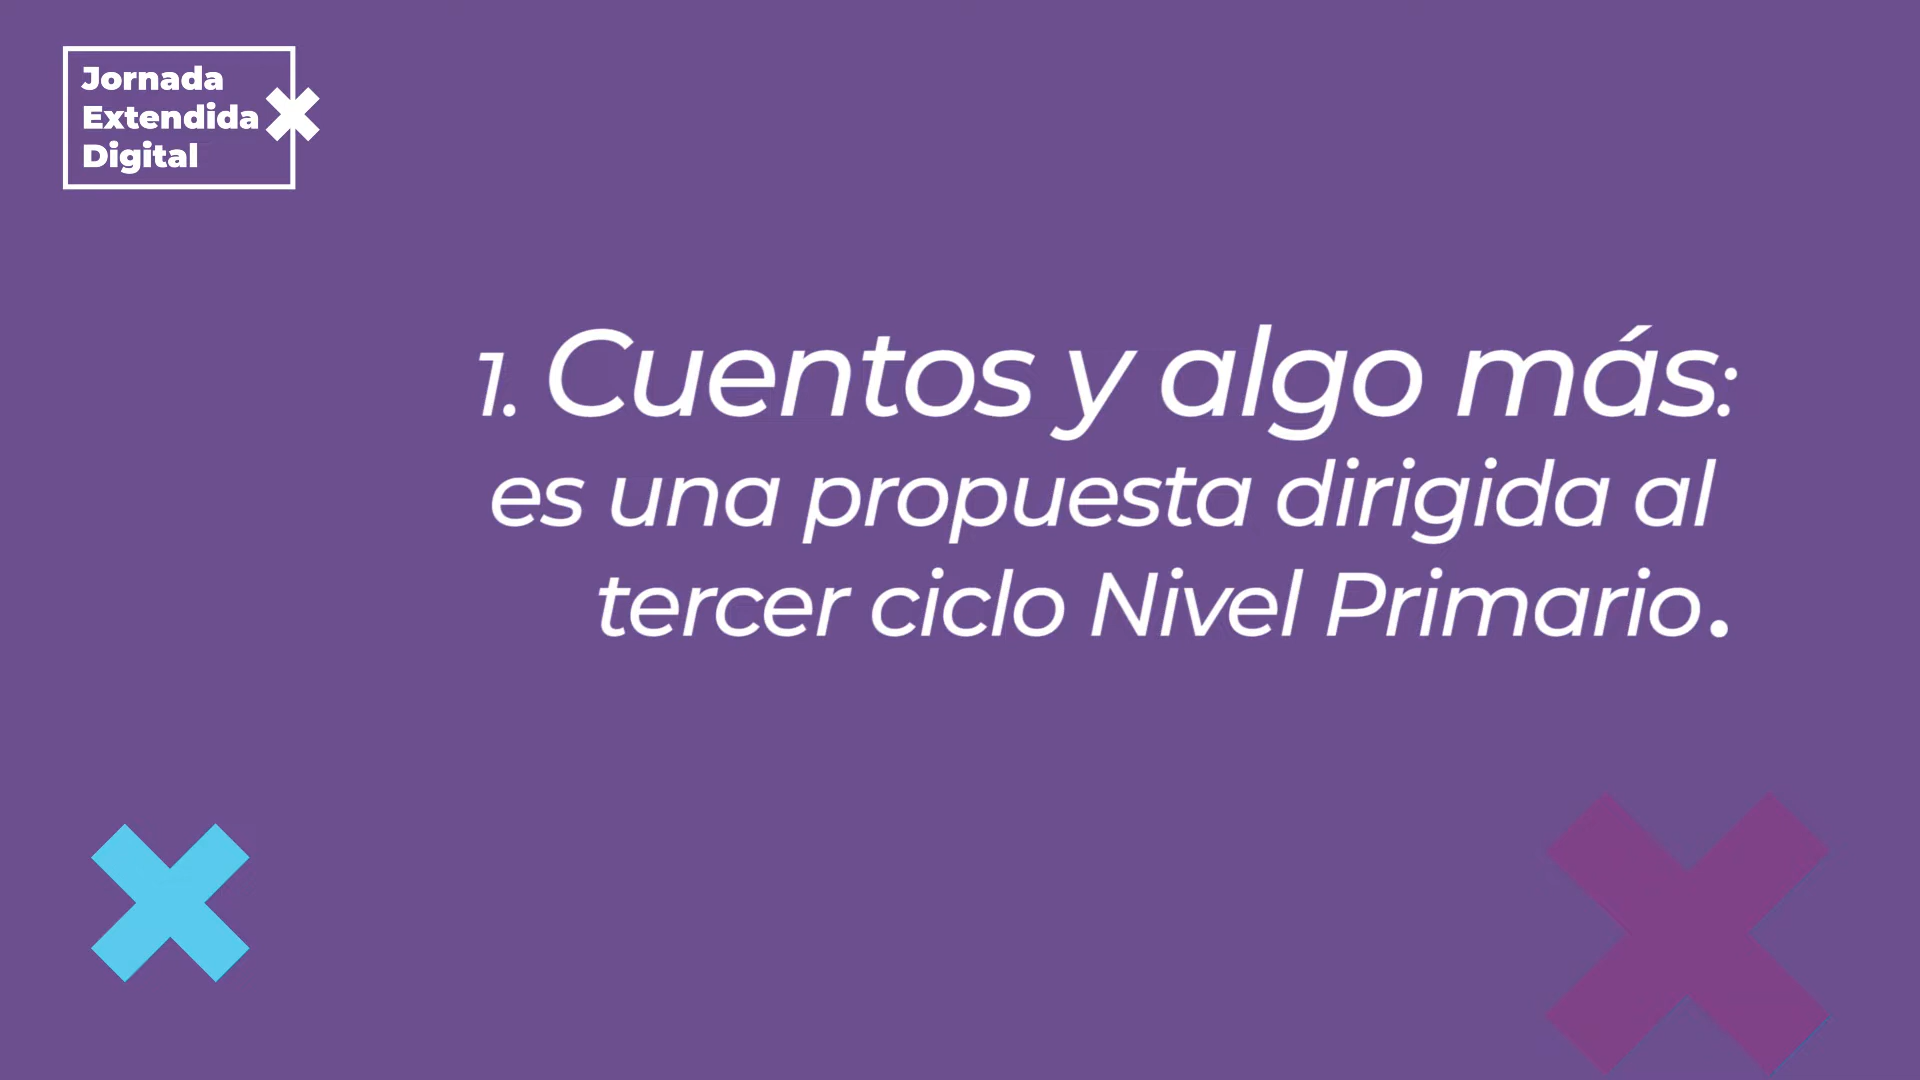 Jornada
Extendida
Digital
1. Cuentos y algo más:
es una propuesta dirigida al
tercer ciclo Nivel Primario.